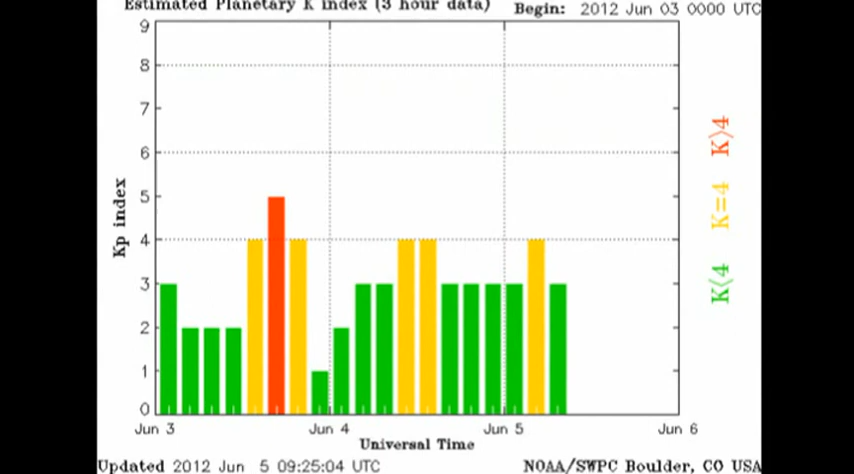 Estimated Planetary K index (3 hour data) Begin: 2012 Jun 03 0000 UTC
9
8
7
6
5
4
3
2
1
0
Kp index
K>4
K=4
K<4
Jun 3 Jun 4 Jun 5 Jun 6
Universal Time
Updated 2012 Jun 5 09:25:04 UTC NOAA/SWPC Boulder, CO USA